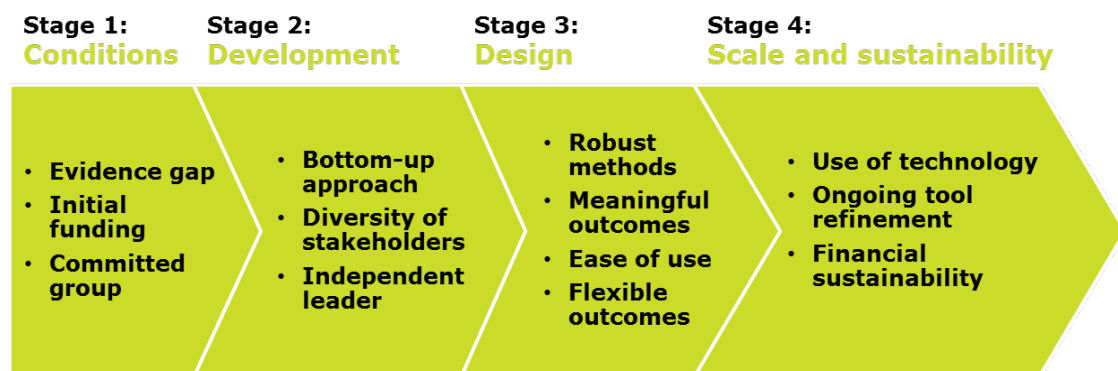 Stage 1:
Conditions
Stage 2:
Development
Stage 3:
Design
Stage 4:
Scale and sustainability
• Evidence gap
• Initial
funding
• Committed
group
• Bottom-up
approach
• Diversity of
stakeholders
• Independent
leader
• Robust
methods
• Meaningful
outcomes
• Ease of use
• Flexible
outcomes
• Use of technology
• Ongoing tool
refinement
• Financial
sustainability